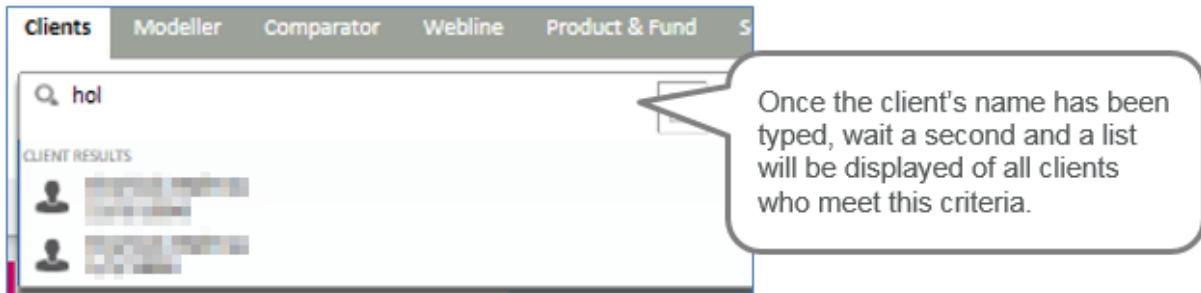 Clients Modeller Comparator Webline Product & Fund S
hol
CLIENT RESULTS
Once the client's name has been
typed, wait a second and a list
will be displayed of all clients
who meet this criteria.